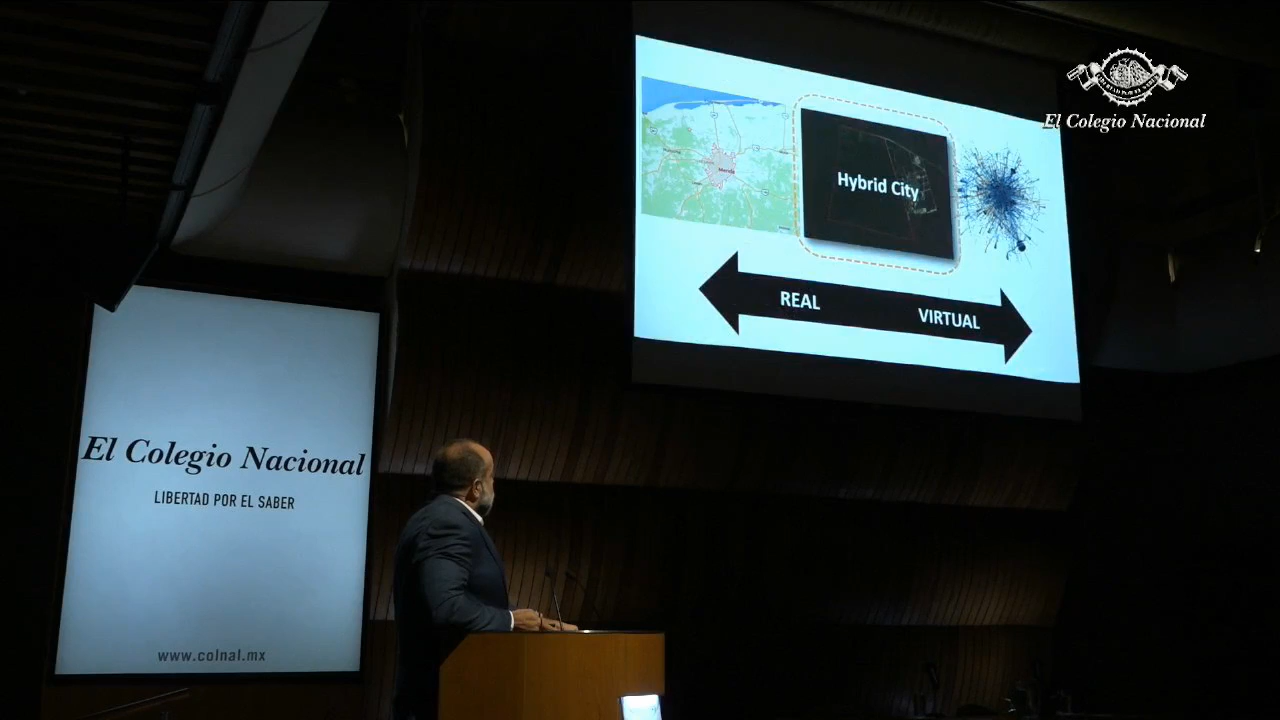 El Colegio Nacional
Hybrid City
REAL
VIRTUAL
El Colegio Nacional
LIBERTAD POR EL SABER
www.colnal.mx